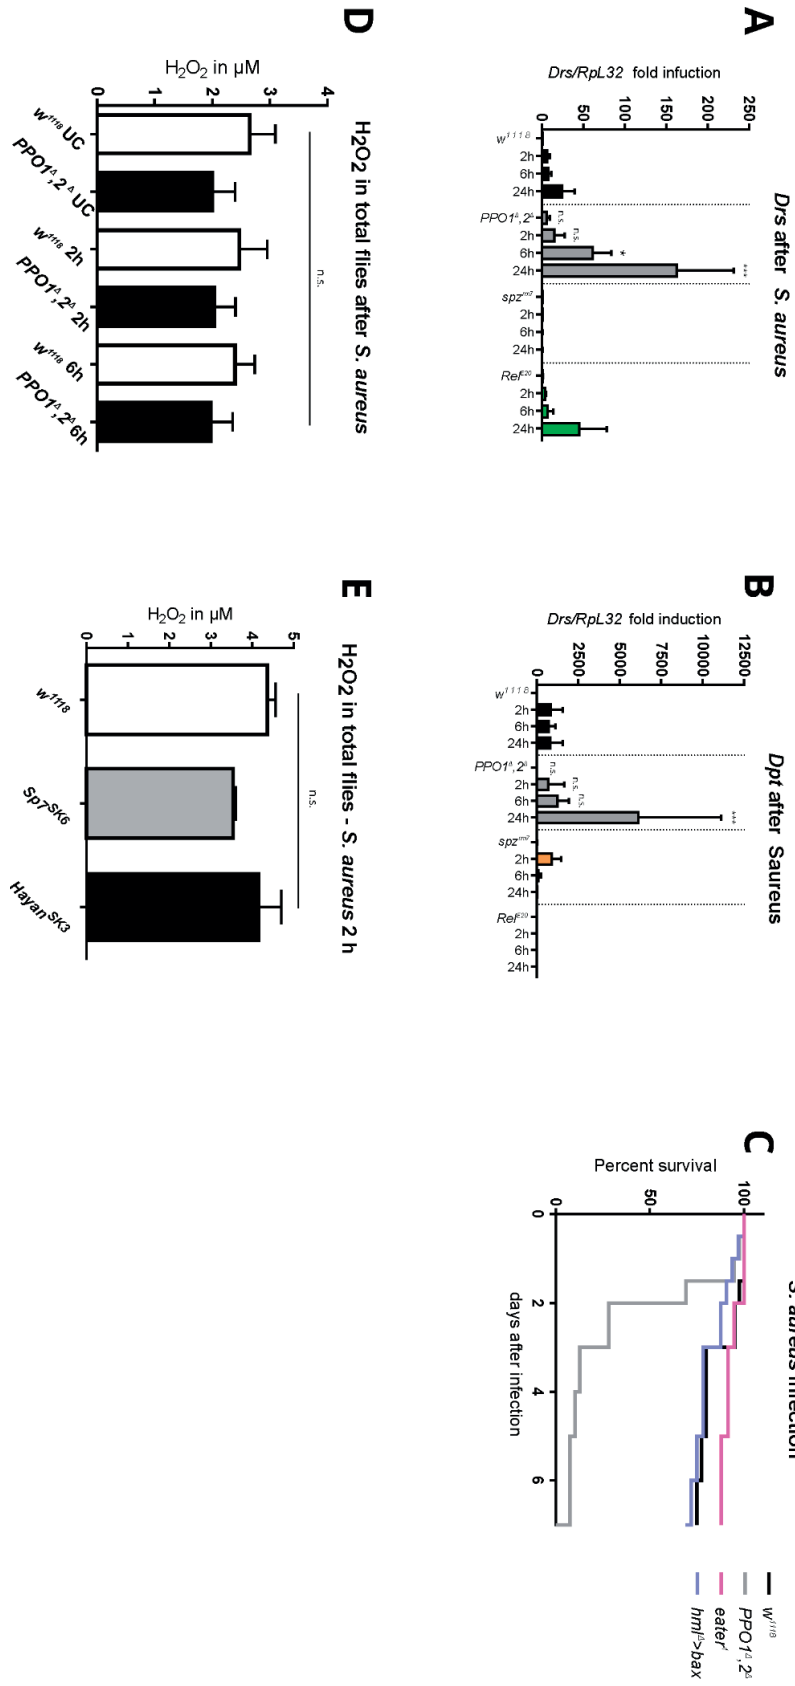 A
Drs after S. aureus
Drs/RpL32 fold infuction
250
200
150
100
50
0
w1118
2h
6h
24h
PPO1Δ,2Δ
2h
6h
24h
spzrm7
2h
6h
24h
RelE20
2h
6h
24h
n.s.
n.s.
*
***
B
Dpt after Saureus
Drs/RpL32 fold induction
12500
10000
7500
5000
2500
0
w1118
2h
6h
24h
PPO1Δ,2Δ
2h
6h
24h
spzrm7
2h
6h
24h
RelE20
2h
6h
24h
n.s.
n.s.
n.s.
***
C
S. aureus infection
Percent survival
100
50
0
0
2
4
6
days after infection
w1118
PPO1Δ,2Δ
eater1
hmlΔ>bax
D
H2O2 in total flies after S. aureus
H2O2 in µM
4
3
2
1
0
n.s.
w1118 UC
PPO1Δ,2Δ UC
w1118 2h
PPO1Δ,2Δ 2h
w1118 6h
PPO1Δ,2Δ 6h
E
H2O2 in total flies - S. aureus 2 h
H2O2 in µM
5
4
3
2
1
0
n.s.
w1118
Sp7SK6
HayanSK3